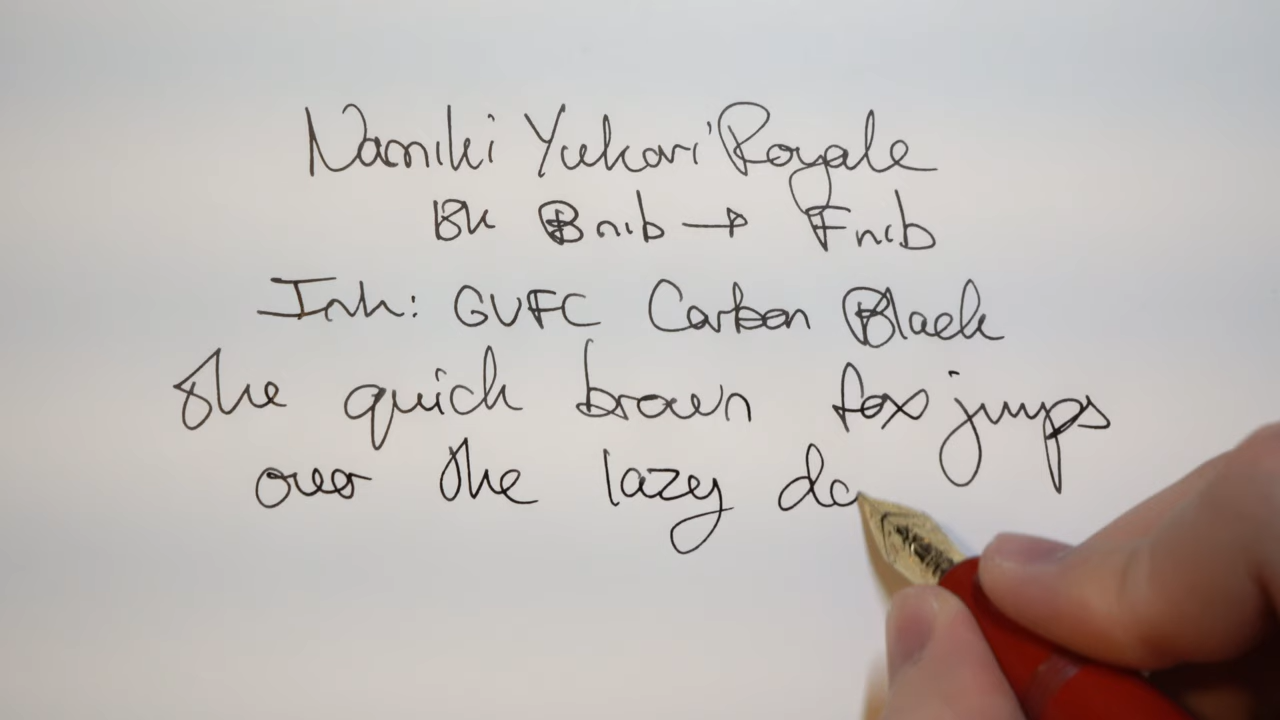 Namiki Yukari Royale
18k B nib → F nib
Ink: GVFC Carbon Black
The quick brown fox jumps
over the lazy do